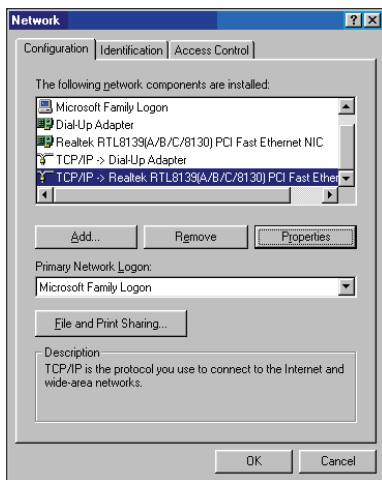 Network
Configuration Identification Access Control
The following network components are installed:
Microsoft Family Logon
Dial-Up Adapter
Realtek RTL8139(A/B/C/8130) PCI Fast Ethernet NIC
TCP/IP -> Dial-Up Adapter
TCP/IP -> Realtek RTL8139(A/B/C/8130) PCI Fast Ether
Add... Remove Properties
Primary Network Logon:
Microsoft Family Logon
File and Print Sharing...
Description
TCP/IP is the protocol you use to connect to the Internet and
wide-area networks.
OK Cancel